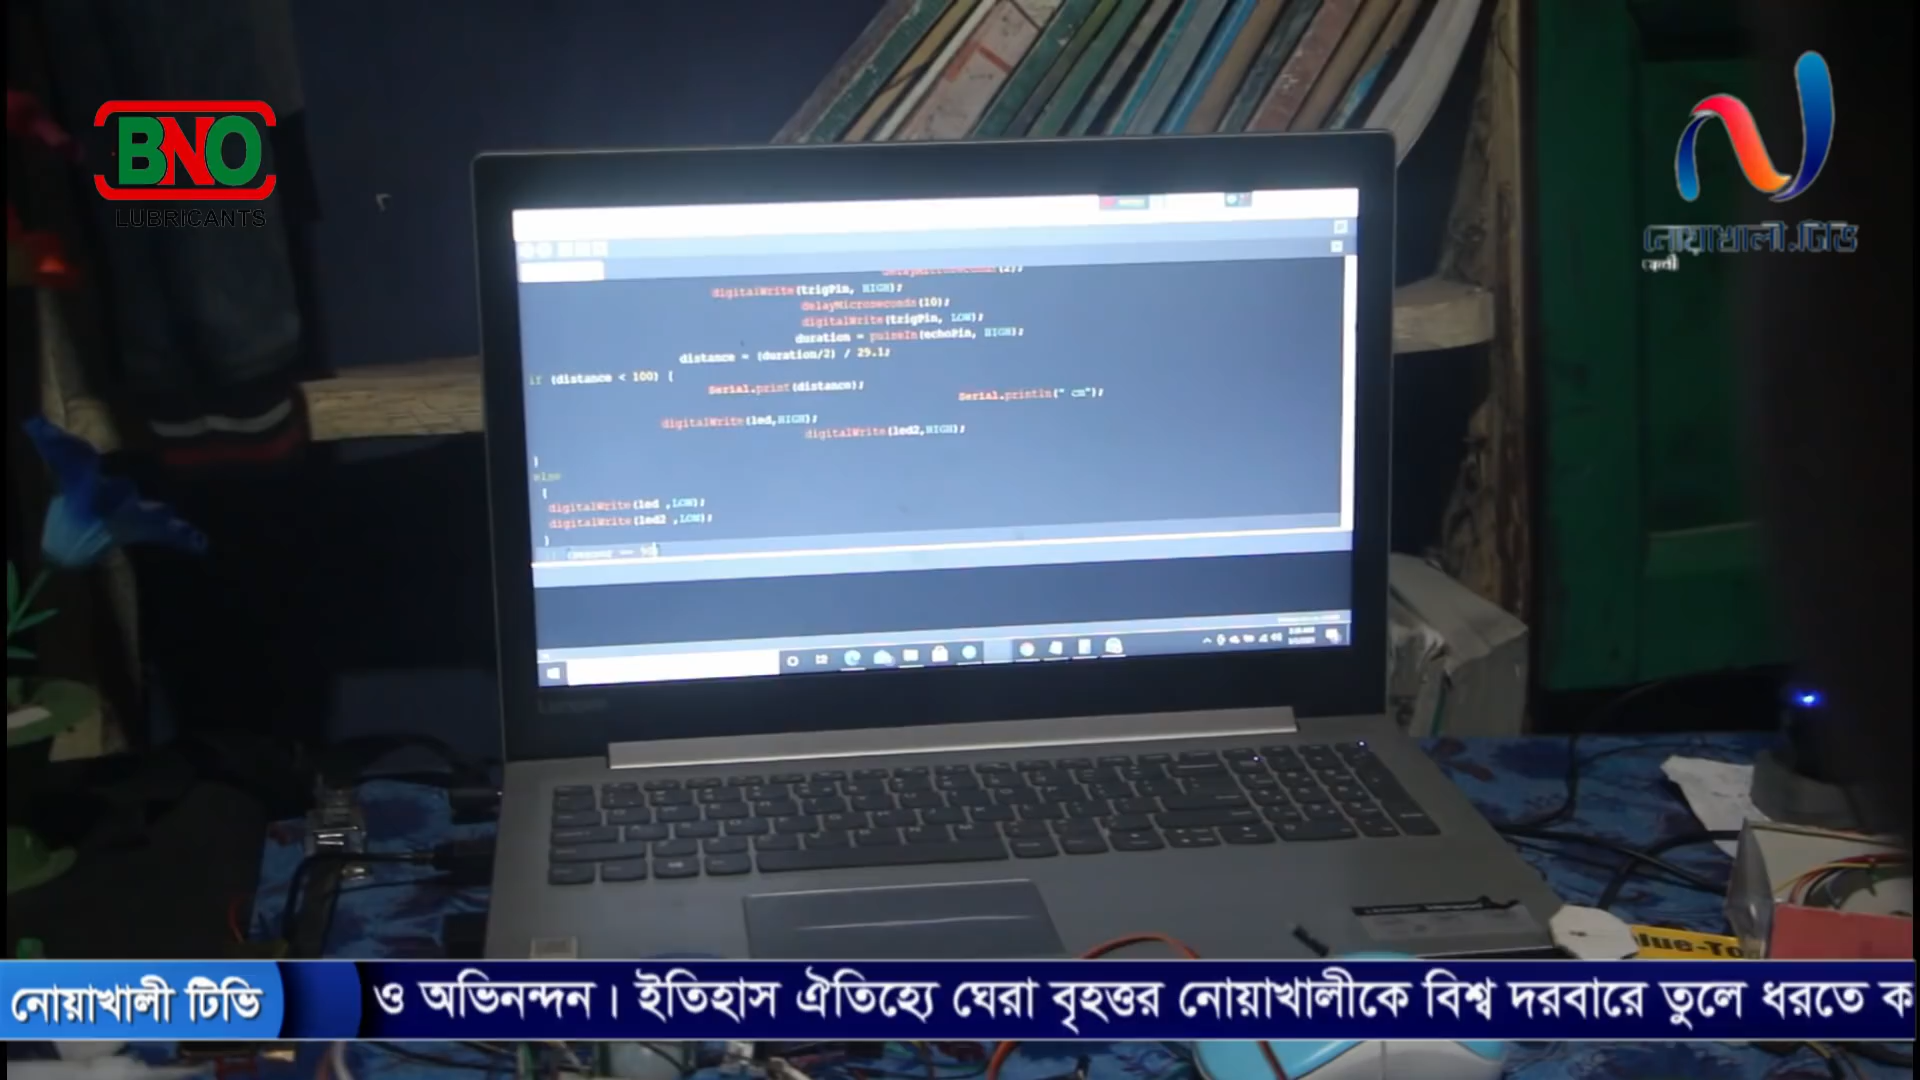 BNO
LUBRICANTS
নোয়াখালী.টিভি
delayMicroseconds(2);
digitalWrite(trigPin, HIGH);
delayMicroseconds(10);
digitalWrite(trigPin, LOW);
duration = pulseIn(echoPin, HIGH);
distance = (duration/2) / 29.1;
if (distance < 100) {
Serial.print(distance);
Serial.println(" cm");
digitalWrite(led,HIGH);
digitalWrite(led2,HIGH);
}
else
{
digitalWrite(led ,LOW);
digitalWrite(led2 ,LOW);
}
নোয়াখালী টিভি
ও অভিনন্দন। ইতিহাস ঐতিহ্যে ঘেরা বৃহত্তর নোয়াখালীকে বিশ্ব দরবারে তুলে ধরতে ক